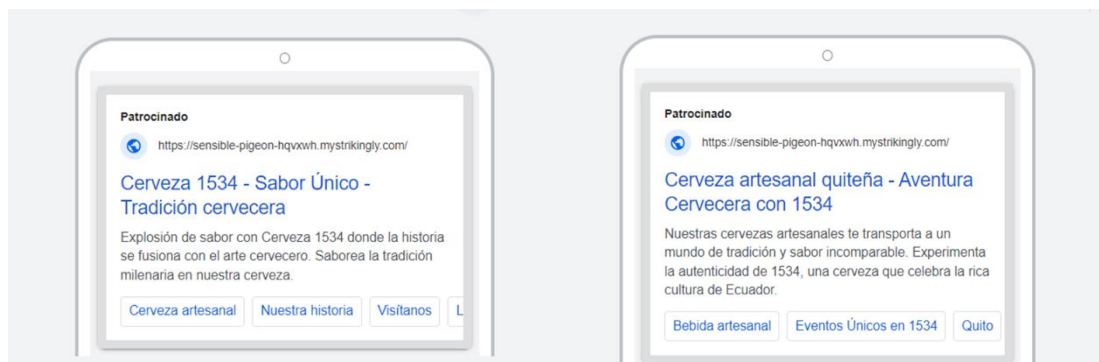 Patrocinado
https://sensible-pigeon-hqvxwh.mystrikingly.com/
Cerveza 1534 - Sabor Único -
Tradición cervecera
Explosión de sabor con Cerveza 1534 donde la historia
se fusiona con el arte cervecero. Saborea la tradición
milenaria en nuestra cerveza.
Cerveza artesanal Nuestra historia Visítanos L
Patrocinado
https://sensible-pigeon-hqvxwh.mystrikingly.com/
Cerveza artesanal quiteña - Aventura
Cervecera con 1534
Nuestras cervezas artesanales te transporta a un
mundo de tradición y sabor incomparable. Experimenta
la autenticidad de 1534, una cerveza que celebra la rica
cultura de Ecuador.
Bebida artesanal Eventos Únicos en 1534 Quito